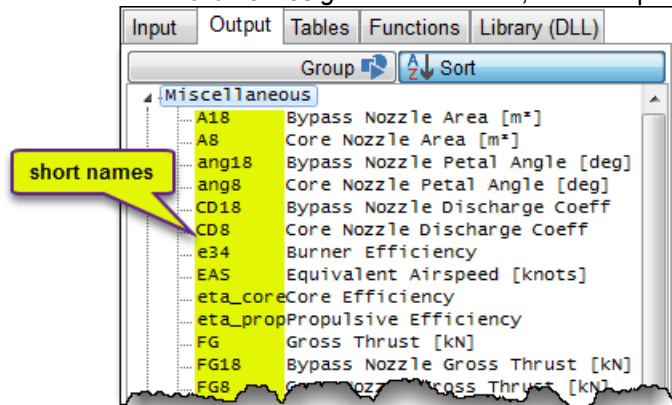 Input Output Tables Functions Library (DLL)
Group Sort
Miscellaneous
A18 Bypass Nozzle Area [m²]
A8 Core Nozzle Area [m²]
ang18 Bypass Nozzle Petal Angle [deg]
ang8 Core Nozzle Petal Angle [deg]
short names
CD18 Bypass Nozzle Discharge Coeff
CD8 Core Nozzle Discharge Coeff
e34 Burner Efficiency
EAS Equivalent Airspeed [knots]
eta_core Core Efficiency
eta_prop Propulsive Efficiency
FG Gross Thrust [kN]
FG18 Bypass Nozzle Gross Thrust [kN]
FG8 Gross Thrust [kN]